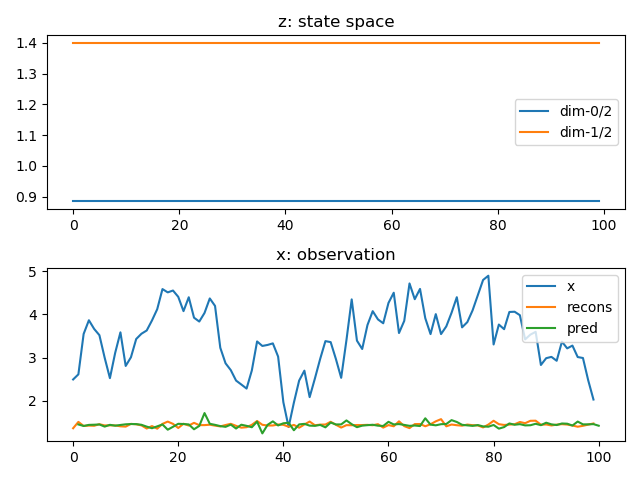 z: state space
1.4
1.3
1.2
1.1
1.0
0.9
dim-0/2
dim-1/2
0 20 40 60 80 100
x: observation
5
4
3
2
x
recons
pred
0 20 40 60 80 100